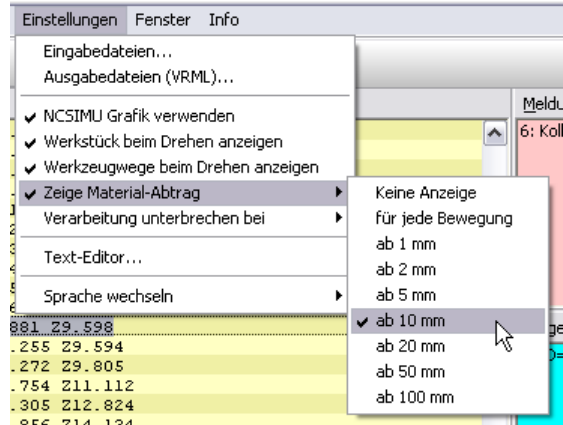 Einstellungen Fenster Info
Eingabedateien...
Ausgabedateien (VRML)...
NCSIMU Grafik verwenden
Werkstück beim Drehen anzeigen
Werkzeugwege beim Drehen anzeigen
Zeige Material-Abtrag
Verarbeitung unterbrechen bei
Text-Editor...
Sprache wechseln
Keine Anzeige
für jede Bewegung
ab 1 mm
ab 2 mm
ab 5 mm
ab 10 mm
ab 20 mm
ab 50 mm
ab 100 mm
Meldu
6: Koll
881 Z9.598
.255 Z9.594
.272 Z9.805
.754 Z11.112
.305 Z12.824
.856 Z14.134